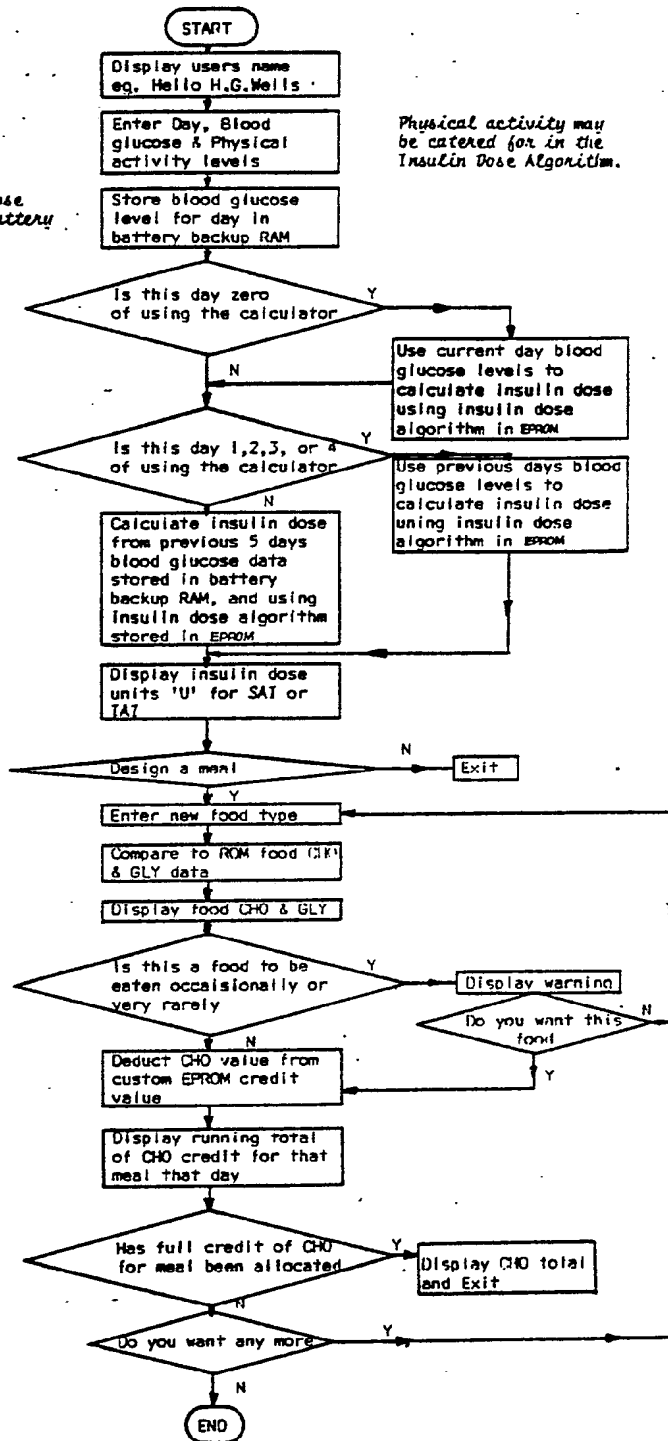 START
Display users name
eg. Hello H.G.Wells
Enter Day, Blood
glucose & Physical
activity levels
Physical activity may
be catered for in the
Insulin Dose Algorithm.
Store blood glucose
level for day in
battery backup RAM
use
battery
Is this day zero
of using the calculator
Y
N
Use current day blood
glucose levels to
calculate insulin dose
using insulin dose
algorithm in EPROM
Is this day 1,2,3, or 4
of using the calculator
Y
N
Use previous days blood
glucose levels to
calculate insulin dose
uning insulin dose
algorithm in EPROM
Calculate insulin dose
from previous 5 days
blood glucose data
stored in battery
backup RAM, and using
insulin dose algorithm
stored in EPROM
Display insulin dose
units 'U' for SAI or
IAI
Design a meal
N
Exit
Y
Enter new food type
Compare to ROM food CHO
& GLY data
Display food CHO & GLY
Is this a food to be
eaten occaisionally or
very rarely
Y
Display warning
Do you want this
food
N
Y
N
Deduct CHO value from
custom EPROM credit
value
Display running total
of CHO credit for that
meal that day
Has full credit of CHO
for meal been allocated
Y
Display CHO total
and Exit
N
Do you want any more
Y
N
END